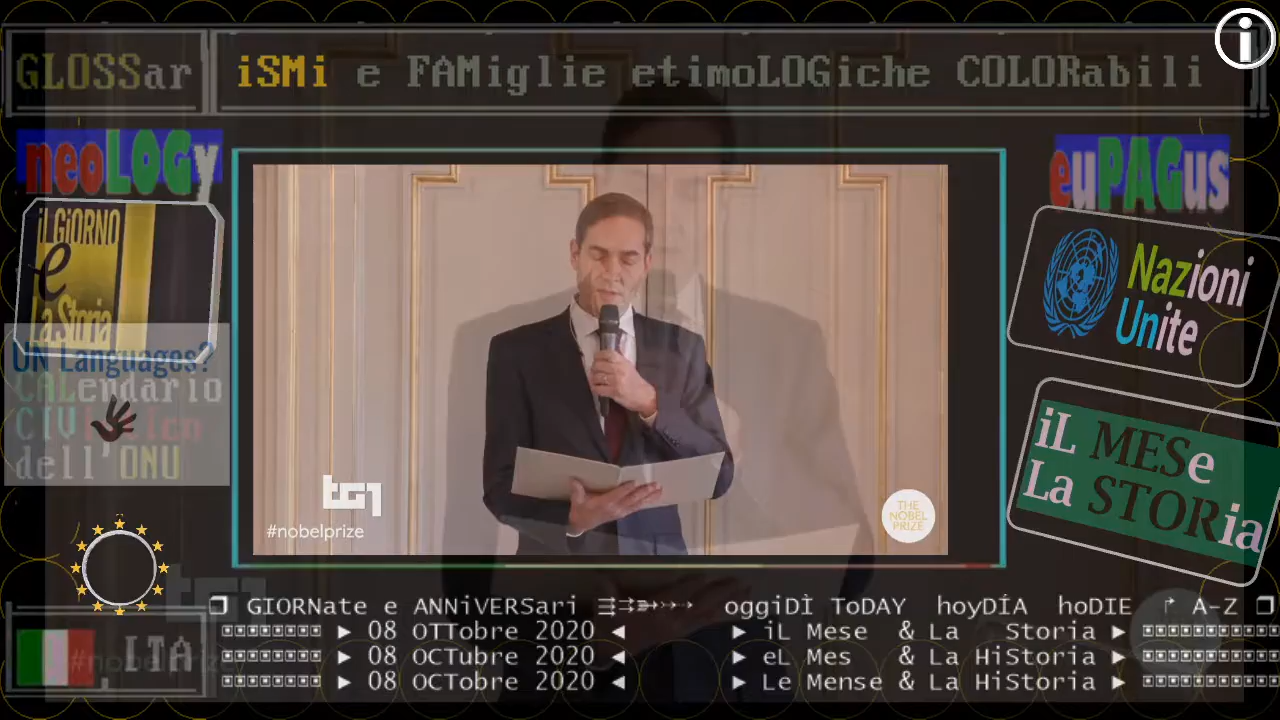 GLOSSar
iSMi e FAMiglie etimoLOGiche COLORabili
i
neoLOGy
euPAGus
iL GiORNO
e
La Storia
Nazioni
Unite
UN Languages?
CALendario
dell'ONU
iL MESe
La STORia
tg1
#nobelprize
THE
NOBEL
PRIZE
GIORNate e ANNiVERSari oggiDÌ ToDAY hoyDÍA hoDIE A-Z
▶ 08 OTTobre 2020 ◀ ▶ iL Mese & La Storia ▶
▶ 08 OCTubre 2020 ◀ ▶ eL Mes & La HiStoria ▶
▶ 08 OCTobre 2020 ◀ ▶ Le Mense & La HiStoria ▶
ITA